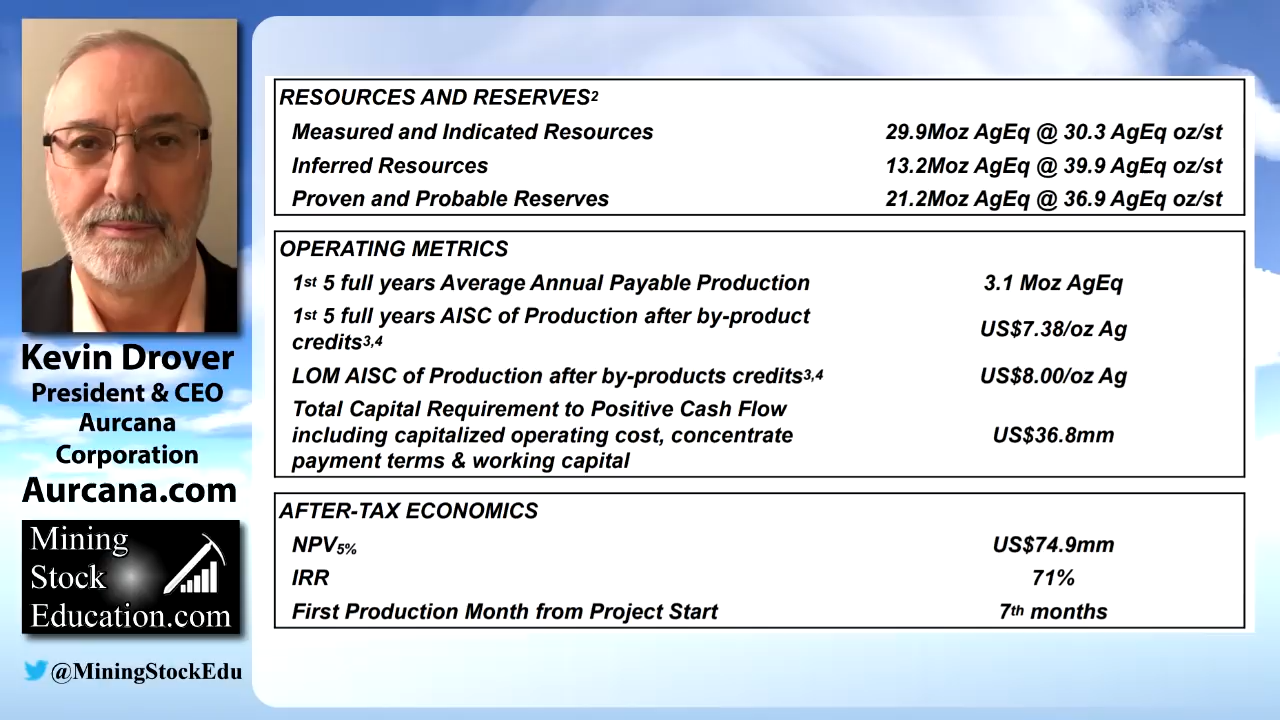 Kevin Drover
President & CEO
Aurcana
Corporation
Aurcana.com
Mining
Stock
Education.com
@MiningStockEdu
RESOURCES AND RESERVES2
Measured and Indicated Resources 29.9Moz AgEq @ 30.3 AgEq oz/st
Inferred Resources 13.2Moz AgEq @ 39.9 AgEq oz/st
Proven and Probable Reserves 21.2Moz AgEq @ 36.9 AgEq oz/st
OPERATING METRICS
1st 5 full years Average Annual Payable Production 3.1 Moz AgEq
1st 5 full years AISC of Production after by-product
credits3,4 US$7.38/oz Ag
LOM AISC of Production after by-products credits3,4 US$8.00/oz Ag
Total Capital Requirement to Positive Cash Flow
including capitalized operating cost, concentrate US$36.8mm
payment terms & working capital
AFTER-TAX ECONOMICS
NPV5% US$74.9mm
IRR 71%
First Production Month from Project Start 7th months